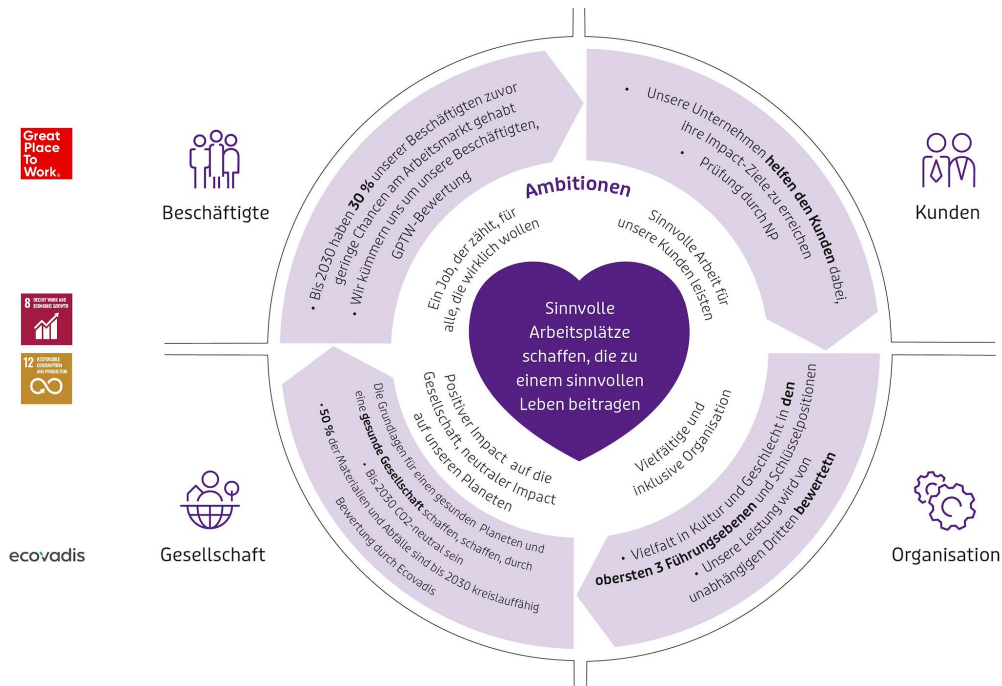 Great
Place
To
Work®
Beschäftigte
• Bis 2030 haben 30 % unserer Beschäftigten zuvor
geringe Chancen am Arbeitsmarkt gehabt
• Wir kümmern uns um unsere Beschäftigten,
GPTW-Bewertung
• Unsere Unternehmen helfen den Kunden dabei,
ihre Impact-Ziele zu erreichen
• Prüfung durch NP
Kunden
Ambitionen
Ein Job, der zählt, für
alle, die wirklich wollen
Sinnvolle Arbeit für
unsere Kunden leisten
Sinnvolle
Arbeitsplätze
schaffen, die zu
einem sinnvollen
Leben beitragen
8 DECENT WORK AND
ECONOMIC GROWTH
12 RESPONSIBLE
CONSUMPTION
AND PRODUCTION
Positiver Impact auf die
Gesellschaft, neutraler Impact
auf unseren Planeten
Vielfältige und
inklusive Organisation
Die Grundlagen für einen gesunden Planeten und
eine gesunde Gesellschaft schaffen, schaffen, durch
• Bis 2030 CO2-neutral sein
• 50 % der Materialien und Abfälle sind bis 2030 kreislauffähig
Bewertung durch Ecovadis
• Vielfalt in Kultur und Geschlecht in den
obersten 3 Führungsebenen und Schlüsselpositionen
• Unsere Leistung wird von
unabhängigen Dritten bewertetn
ecovadis
Gesellschaft
Organisation